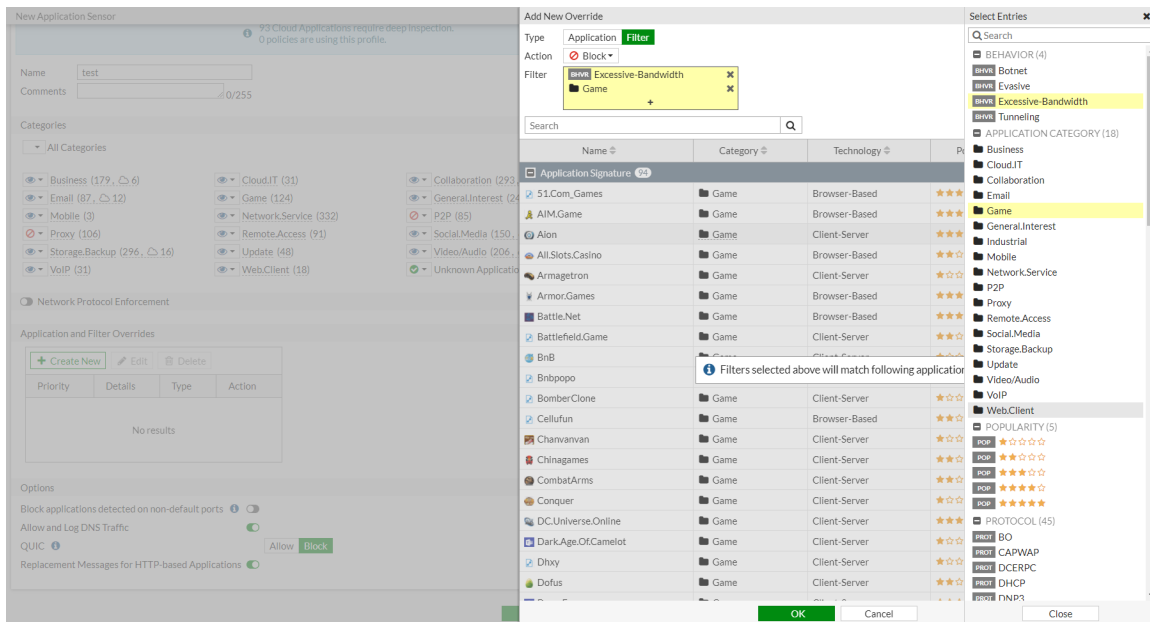 New Application Sensor
93 Cloud Applications require deep inspection.
0 policies are using this profile.
Name test
Comments 0/255
Categories
All Categories
Business (179, 6) Cloud.IT (31) Collaboration (293,
Email (87, 12) Game (124) General.Interest (24
Mobile (3) Network.Service (332) P2P (85)
Proxy (106) Remote.Access (91) Social.Media (150,
Storage.Backup (296, 16) Update (48) Video/Audio (206,
VoIP (31) Web.Client (18) Unknown Applicatio
Network Protocol Enforcement
Application and Filter Overrides
Create New Edit Delete
Priority Details Type Action
No results
Options
Block applications detected on non-default ports
Allow and Log DNS Traffic
QUIC Allow Block
Replacement Messages for HTTP-based Applications
Add New Override
Type Application Filter
Action Block
Filter BHVR Excessive-Bandwidth
Game
+
Search
Name Category Technology Po
Application Signature 94
51.Com_Games Game Browser-Based
AIM.Game Game Browser-Based
Aion Game Client-Server
All.Slots.Casino Game Browser-Based
Armagetron Game Client-Server
Armor.Games Game Browser-Based
Battle.Net Game Browser-Based
Battlefield.Game Game Client-Server
BnB Game Client-Server
Filters selected above will match following application
Bnbpopo
BomberClone Game Client-Server
Cellufun Game Browser-Based
Chanvanvan Game Client-Server
Chinagames Game Client-Server
CombatArms Game Client-Server
Conquer Game Client-Server
DC.Universe.Online Game Client-Server
Dark.Age.Of.Camelot Game Client-Server
Dhxy Game Client-Server
Dofus Game Client-Server
OK Cancel
Select Entries
Search
BEHAVIOR (4)
BHVR Botnet
BHVR Evasive
BHVR Excessive-Bandwidth
BHVR Tunneling
APPLICATION CATEGORY (18)
Business
Cloud.IT
Collaboration
Email
Game
General.Interest
Industrial
Mobile
Network.Service
P2P
Proxy
Remote.Access
Social.Media
Storage.Backup
Update
Video/Audio
VoIP
Web.Client
POPULARITY (5)
POP
POP
POP
POP
POP
PROTOCOL (45)
PROT BO
PROT CAPWAP
PROT DCERPC
PROT DHCP
PROT DNP3
Close